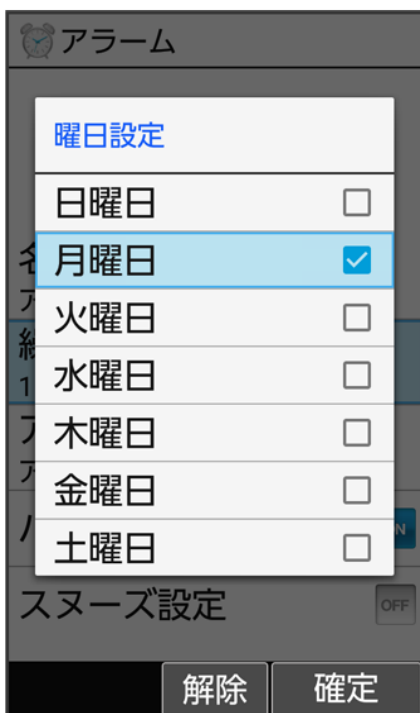 アラーム
曜日設定
日曜日
月曜日
火曜日
水曜日
木曜日
金曜日
土曜日
スヌーズ設定
OFF
解除
確定